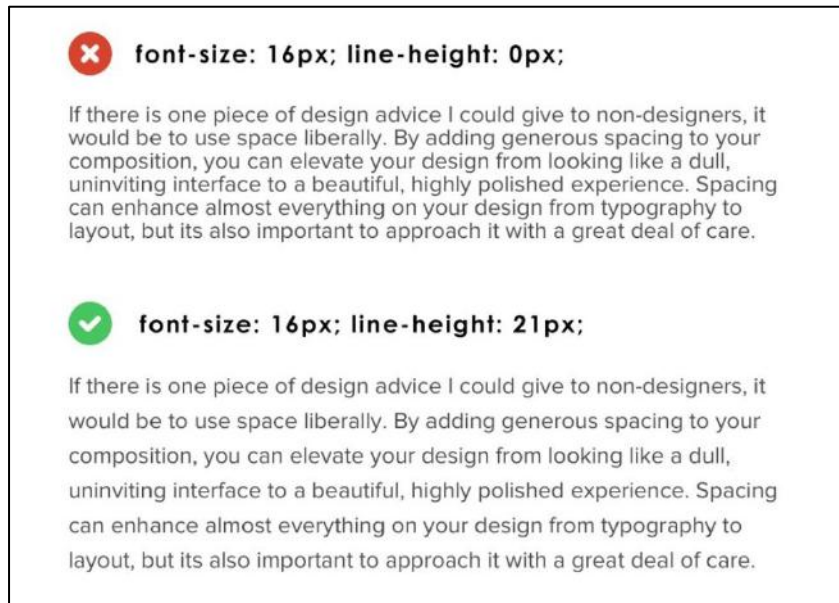 font-size: 16px; line-height: 0px;
If there is one piece of design advice I could give to non-designers, it
would be to use space liberally. By adding generous spacing to your
composition, you can elevate your design from looking like a dull,
uninviting interface to a beautiful, highly polished experience. Spacing
can enhance almost everything on your design from typography to
layout, but its also important to approach it with a great deal of care.
font-size: 16px; line-height: 21px;
If there is one piece of design advice I could give to non-designers, it
would be to use space liberally. By adding generous spacing to your
composition, you can elevate your design from looking like a dull,
uninviting interface to a beautiful, highly polished experience. Spacing
can enhance almost everything on your design from typography to
layout, but its also important to approach it with a great deal of care.